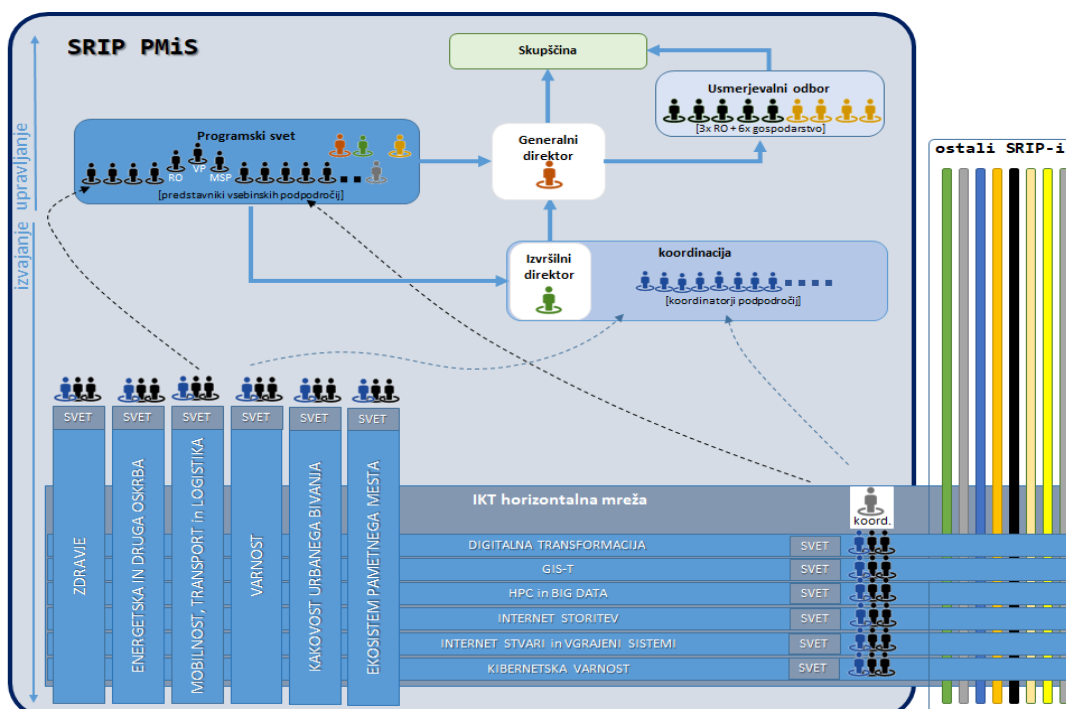 SRIP PMiS
Skupščina
Usmerjevalni odbor
[3x RO + 6x gospodarstvo]
Programski svet
RO
VP
MSP
[predstavniki vsebinskih podpodročij]
Generalni
direktor
ostali SRIP-i
upravljanje
izvajanje
Izvršilni
direktor
koordinacija
[koordinatorji podpodročij]
SVET
SVET
SVET
SVET
SVET
SVET
ZDRAVJE
ENERGETSKA IN DRUGA OSKRBA
MOBILNOST, TRANSPORT in LOGISTIKA
VARNOST
KAKOVOST URBANEGA BIVANJA
EKOSISTEM PAMETNEGA MESTA
IKT horizontalna mreža
koord.
DIGITALNA TRANSFORMACIJA SVET
GIS-T SVET
HPC in BIG DATA SVET
INTERNET STORITEV SVET
INTERNET STVARI in VGRAJENI SISTEMI SVET
KIBERNETSKA VARNOST SVET